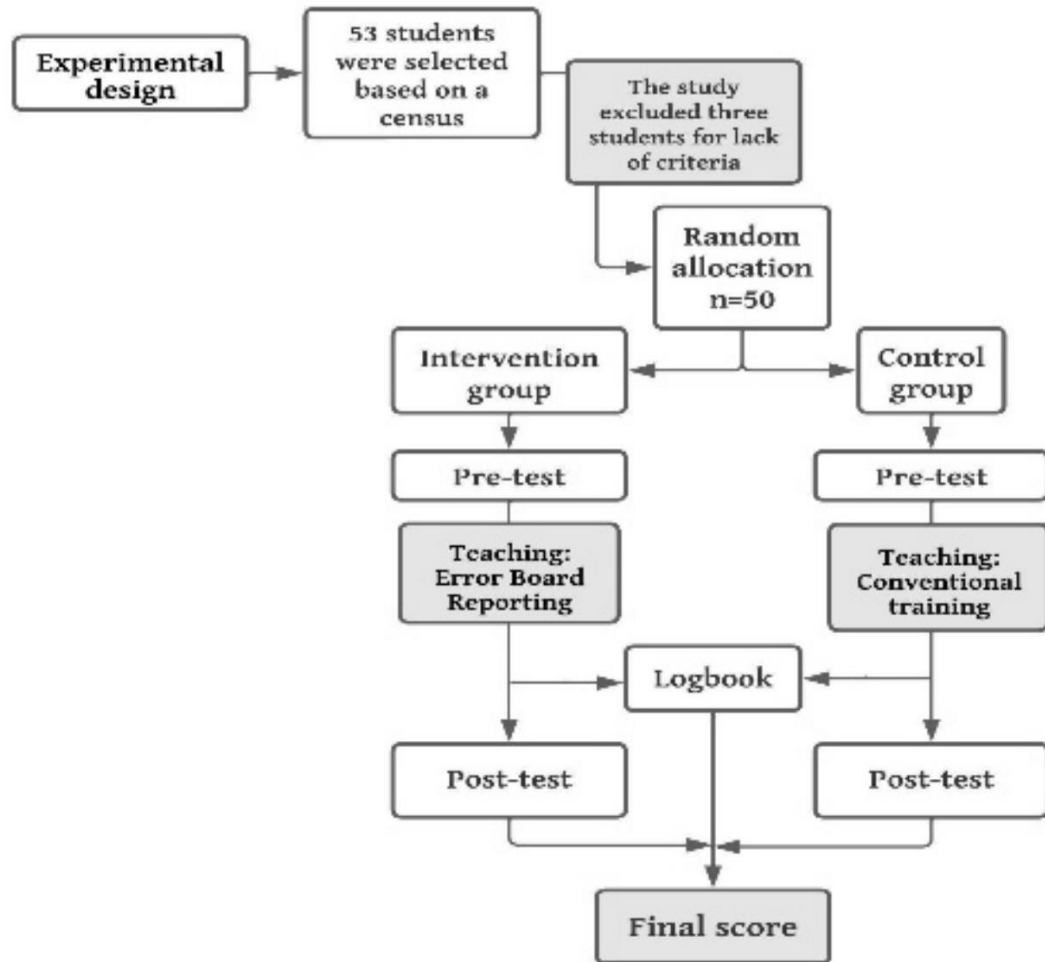 Experimental
design
53 students
were selected
based on a
census
The study
excluded three
students for lack
of criteria
Random
allocation
n=50
Intervention
group
Control
group
Pre-test
Pre-test
Teaching:
Error Board
Reporting
Teaching:
Conventional
training
Logbook
Post-test
Post-test
Final score